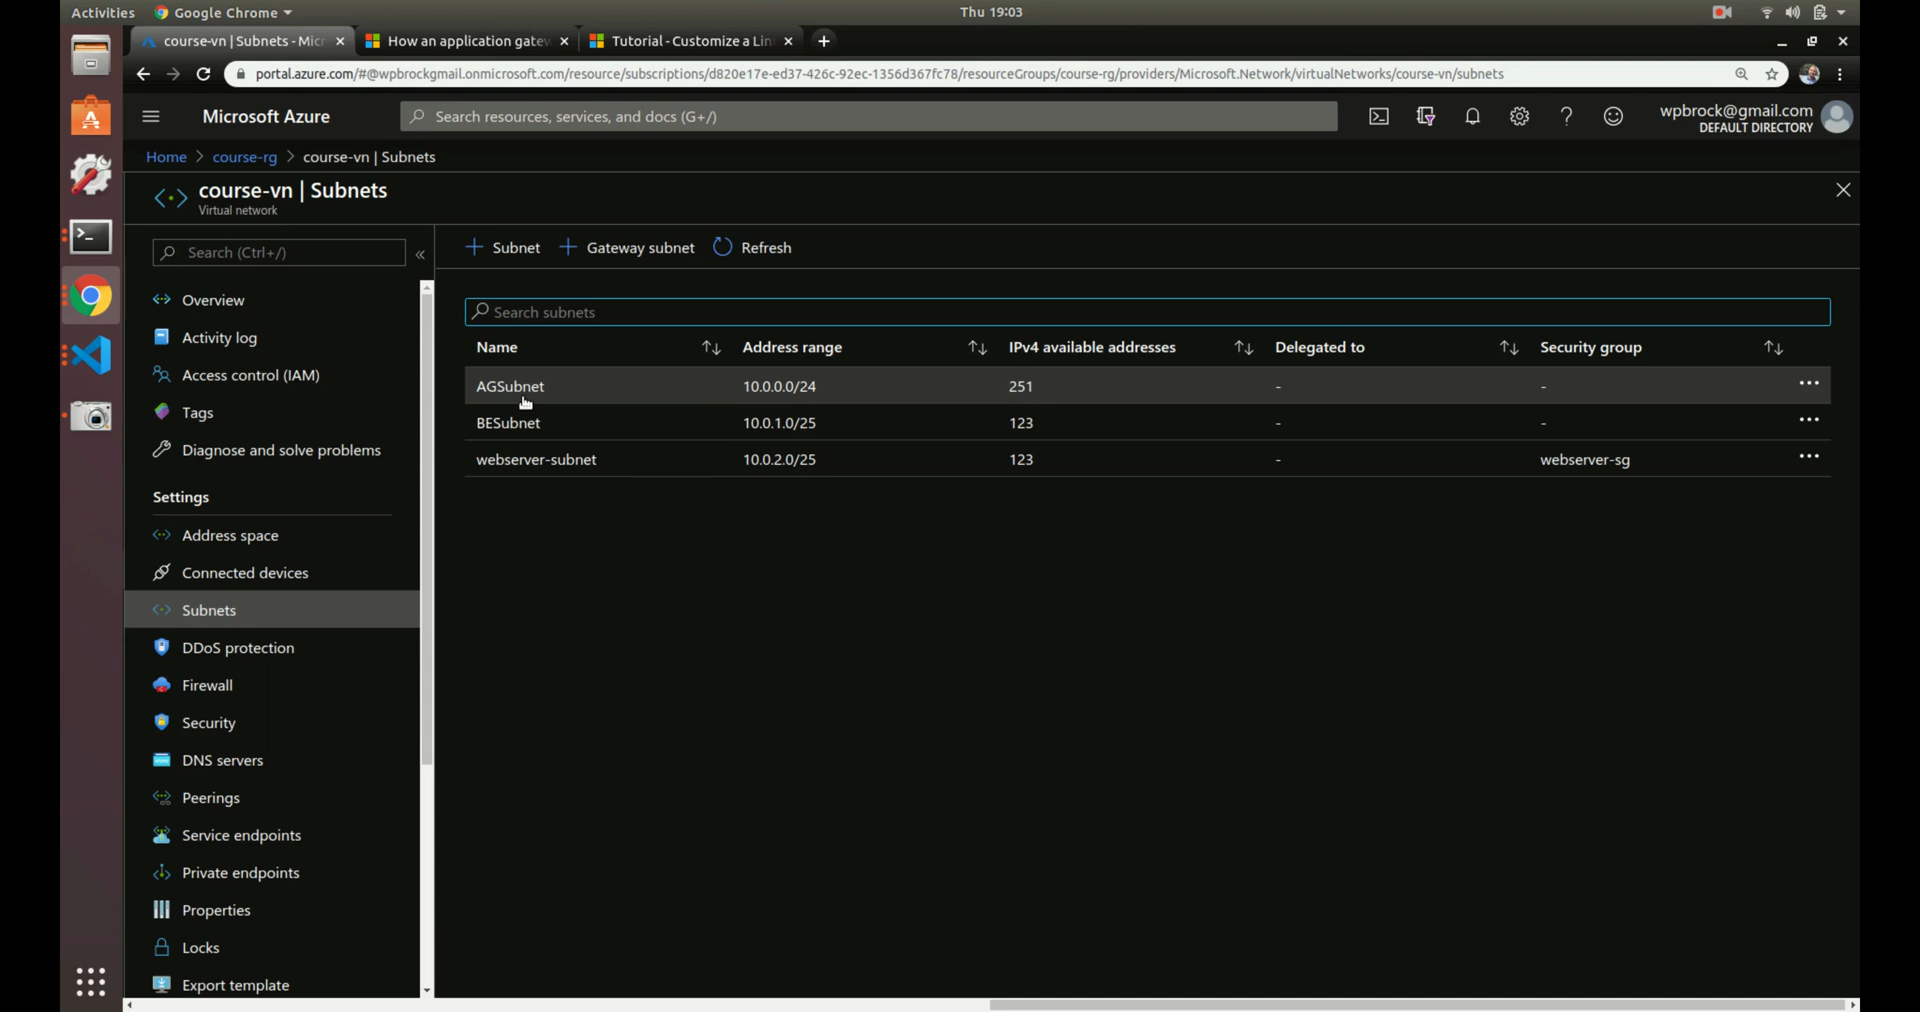 Activities Google Chrome Thu 19:03
course-vn | Subnets - Mic How an application gatew Tutorial - Customize a Lin
portal.azure.com/#@wpbrockgmail.onmicrosoft.com/resource/subscriptions/d820e17e-ed37-426c-92ec-1356d367fc78/resourceGroups/course-rg/providers/Microsoft.Network/virtualNetworks/course-vn/subnets
Microsoft Azure Search resources, services, and docs (G+/) wpbrock@gmail.com
DEFAULT DIRECTORY
Home > course-rg > course-vn | Subnets
course-vn | Subnets
Virtual network
Search (Ctrl+/) «
+ Subnet + Gateway subnet Refresh
Overview
Activity log
Access control (IAM)
Tags
Diagnose and solve problems
Settings
Address space
Connected devices
Subnets
DDoS protection
Firewall
Security
DNS servers
Peerings
Service endpoints
Private endpoints
Properties
Locks
Export template
Search subnets
Name Address range IPv4 available addresses Delegated to Security group
AGSubnet 10.0.0.0/24 251 - - ...
BESubnet 10.0.1.0/25 123 - - ...
webserver-subnet 10.0.2.0/25 123 - webserver-sg ...